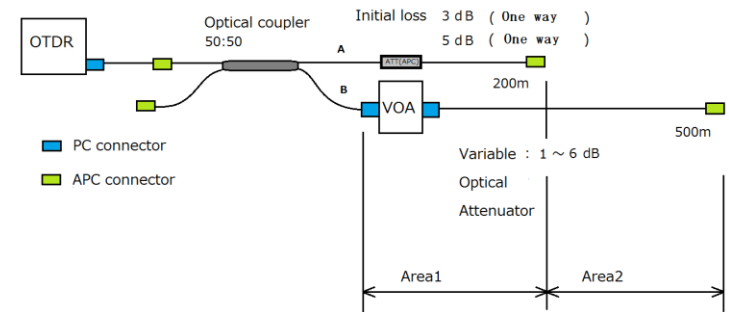 OTDR
Optical coupler
50:50
Initial loss 3 dB ( One way )
5 dB ( One way )
A
ATT(APC)
200m
B
VOA
500m
PC connector
APC connector
Variable : 1 ~ 6 dB
Optical
Attenuator
Area1
Area2